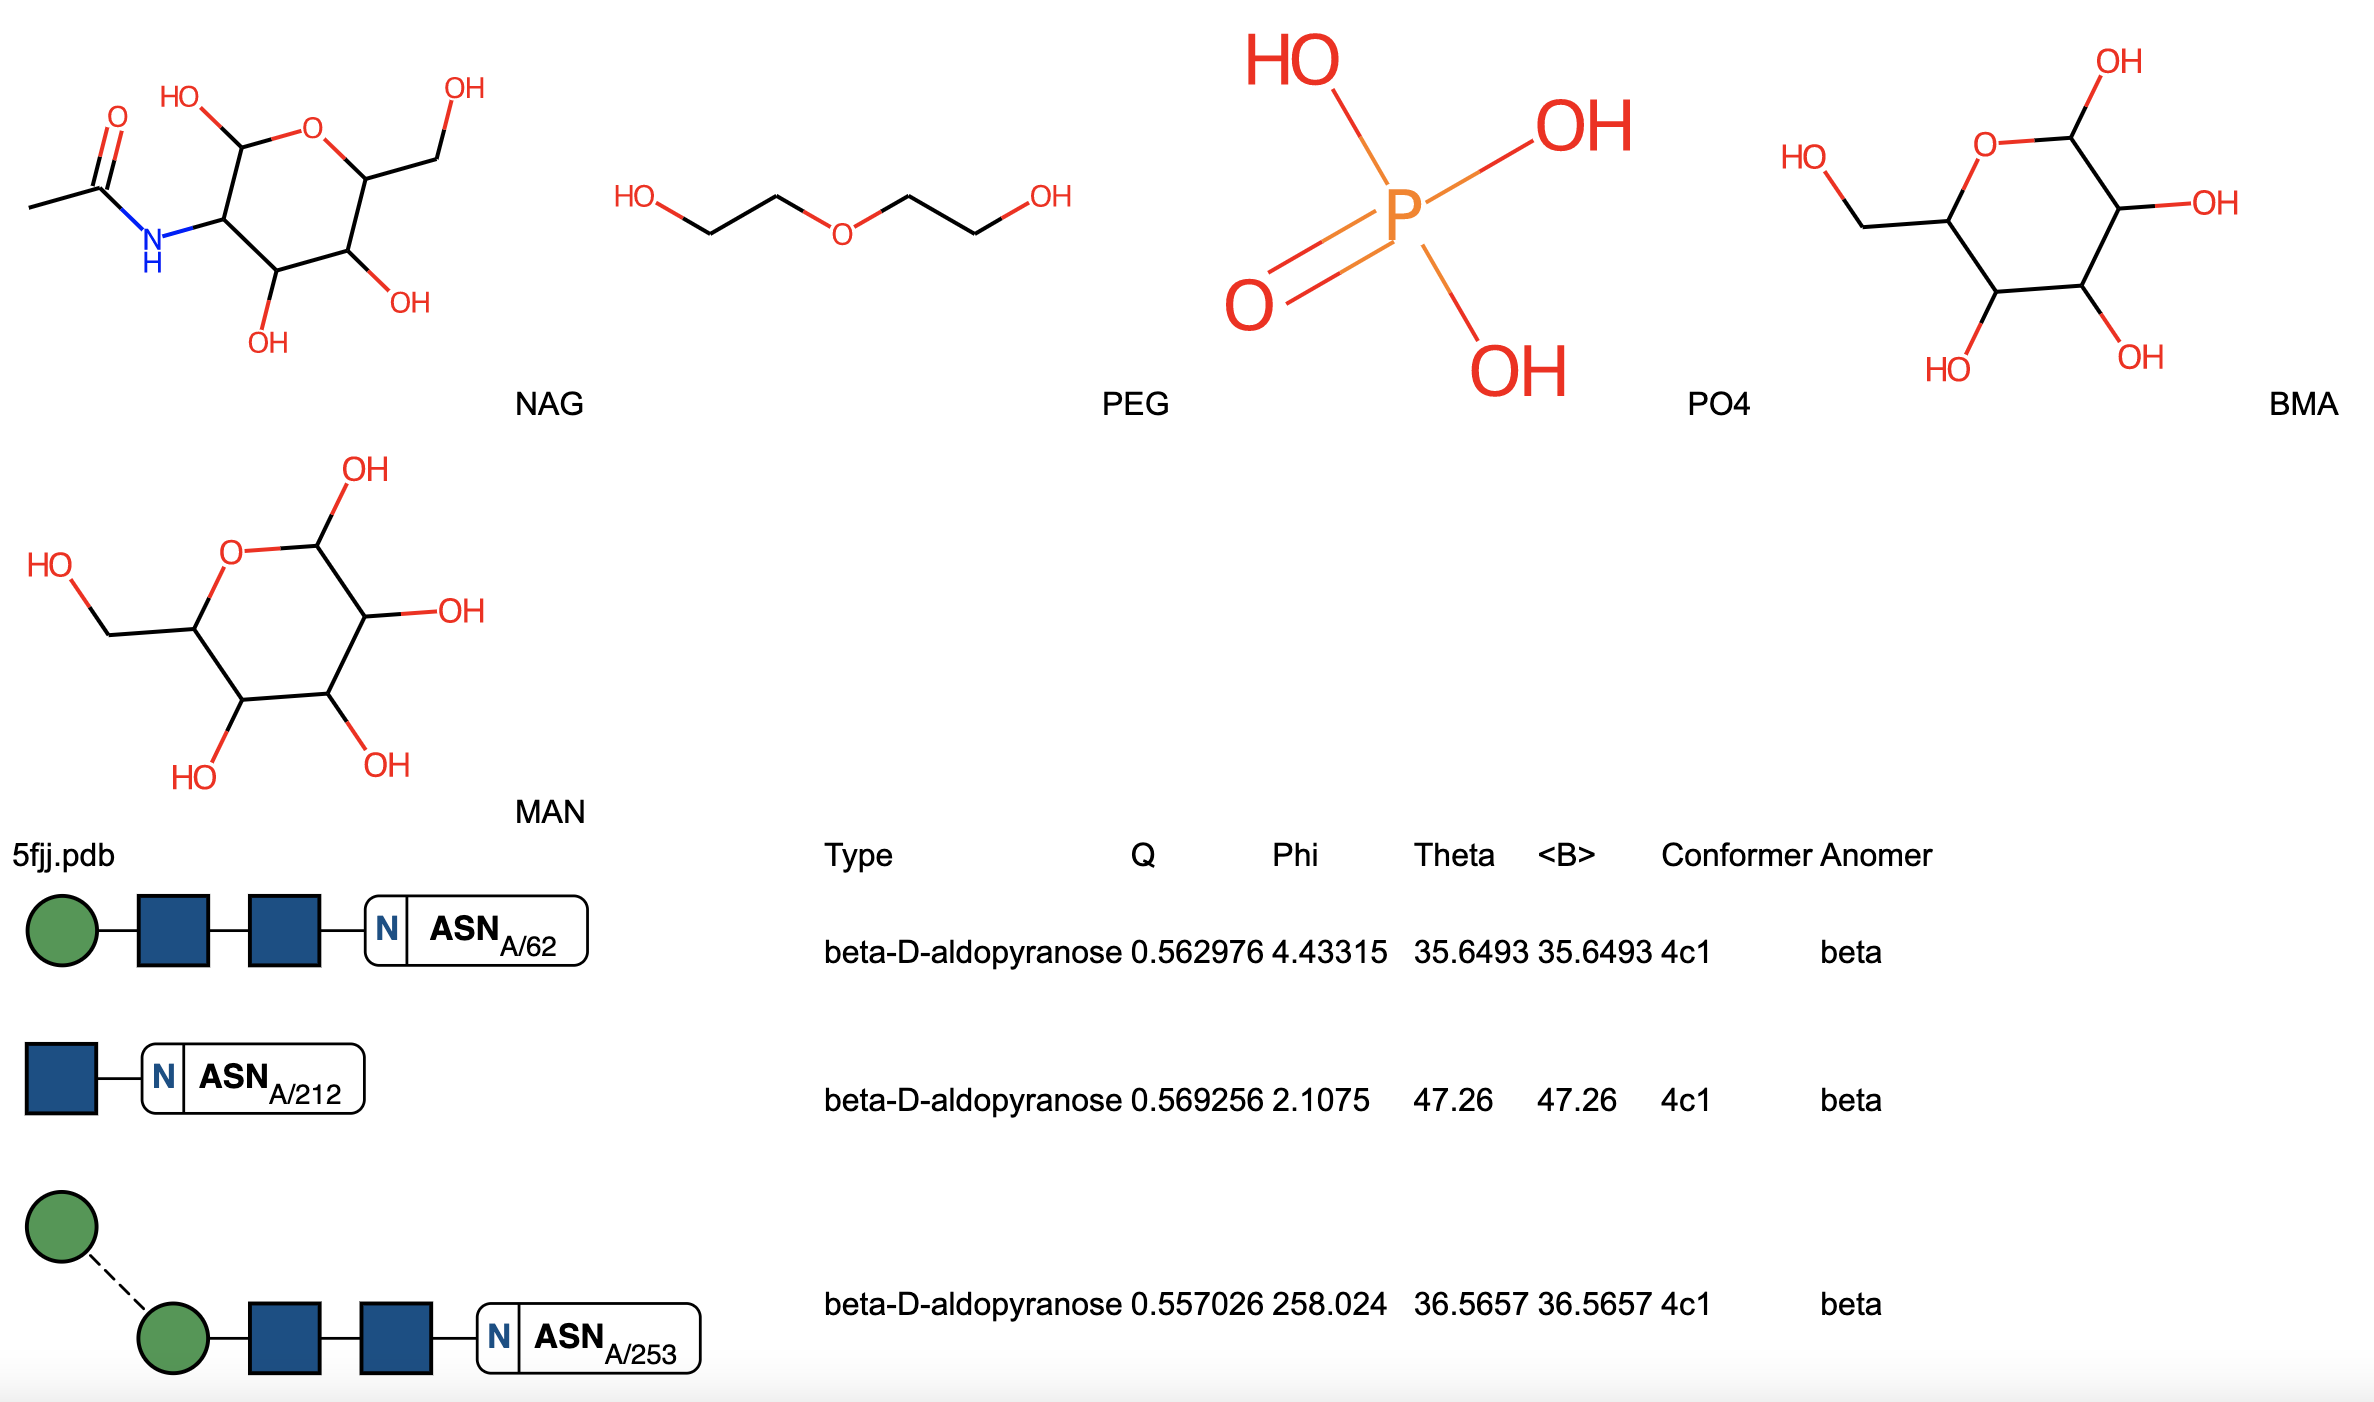 HO
OH
O
O
N
H
OH
OH
NAG
HO
O
OH
PEG
HO
OH
P
O
OH
PO4
OH
O
HO
OH
HO
OH
BMA
OH
O
HO
OH
HO
OH
MAN
5fjj.pdb
Type Q Phi Theta <B> Conformer Anomer
N ASN A/62
beta-D-aldopyranose 0.562976 4.43315 35.6493 35.6493 4c1 beta
N ASN A/212
beta-D-aldopyranose 0.569256 2.1075 47.26 47.26 4c1 beta
N ASN A/253
beta-D-aldopyranose 0.557026 258.024 36.5657 36.5657 4c1 beta